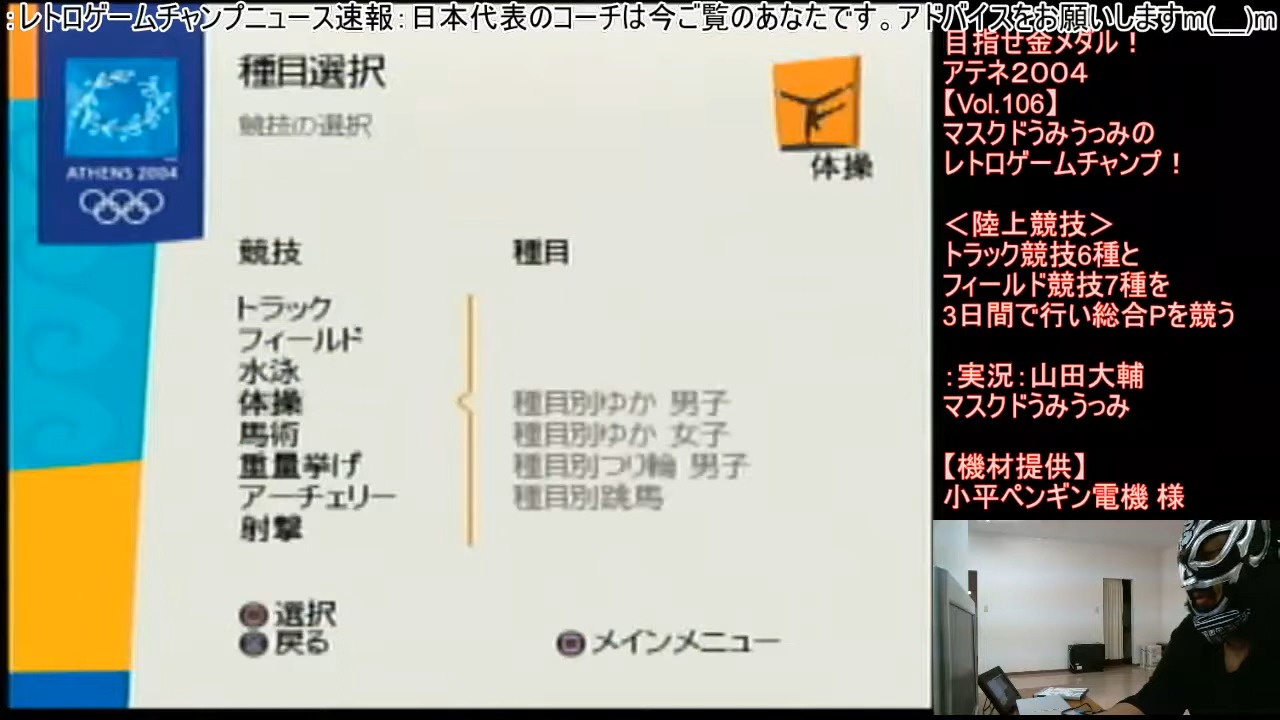 :レトロゲームチャンプニュース速報:日本代表のコーチは今ご覧のあなたです。アドバイスをお願いしますm(__)m
種目選択
競技の選択
体操
ATHENS 2004
競技 種目
トラック
フィールド
水泳
体操 種目別ゆか 男子
馬術 種目別ゆか 女子
重量挙げ 種目別つり輪 男子
アーチェリー 種目別跳馬
射撃
選択
戻る メインメニュー
目指せ金メダル!
アテネ2004
【Vol.106】
マスクドうみうっみの
レトロゲームチャンプ!
<陸上競技>
トラック競技6種と
フィールド競技7種を
3日間で行い総合Pを競う
:実況:山田大輔
マスクドうみうっみ
【機材提供】
小平ペンギン電機 様